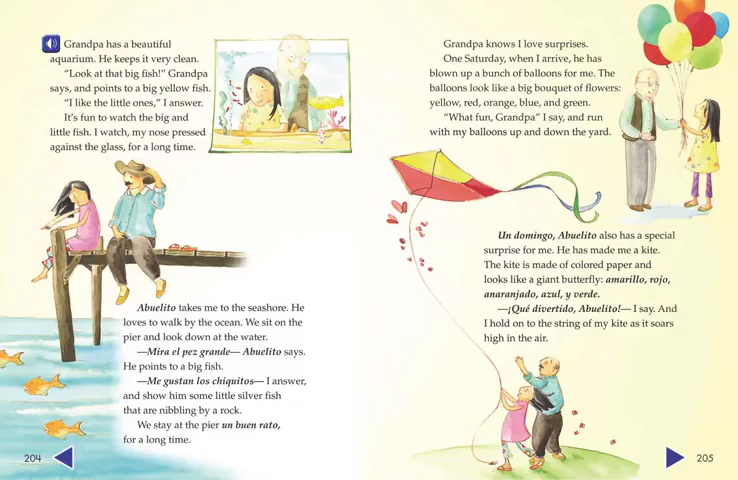 Grandpa has a beautiful
aquarium. He keeps it very clean.
“Look at that big fish!” Grandpa
says, and points to a big yellow fish.
“I like the little ones,” I answer.
It’s fun to watch the big and
little fish. I watch, my nose pressed
against the glass, for a long time.
Abuelito takes me to the seashore. He
loves to walk by the ocean. We sit on the
pier and look down at the water.
—Mira el pez grande— Abuelito says.
He points to a big fish.
—Me gustan los chiquitos— I answer,
and show him some little silver fish
that are nibbling by a rock.
We stay at the pier un buen rato,
for a long time.
204
Grandpa knows I love surprises.
One Saturday, when I arrive, he has
blown up a bunch of balloons for me. The
balloons look like a big bouquet of flowers:
yellow, red, orange, blue, and green.
“What fun, Grandpa” I say, and run
with my balloons up and down the yard.
Un domingo, Abuelito also has a special
surprise for me. He has made me a kite.
The kite is made of colored paper and
looks like a giant butterfly: amarillo, rojo,
anaranjado, azul, y verde.
—¡Qué divertido, Abuelito!— I say. And
I hold on to the string of my kite as it soars
high in the air.
205